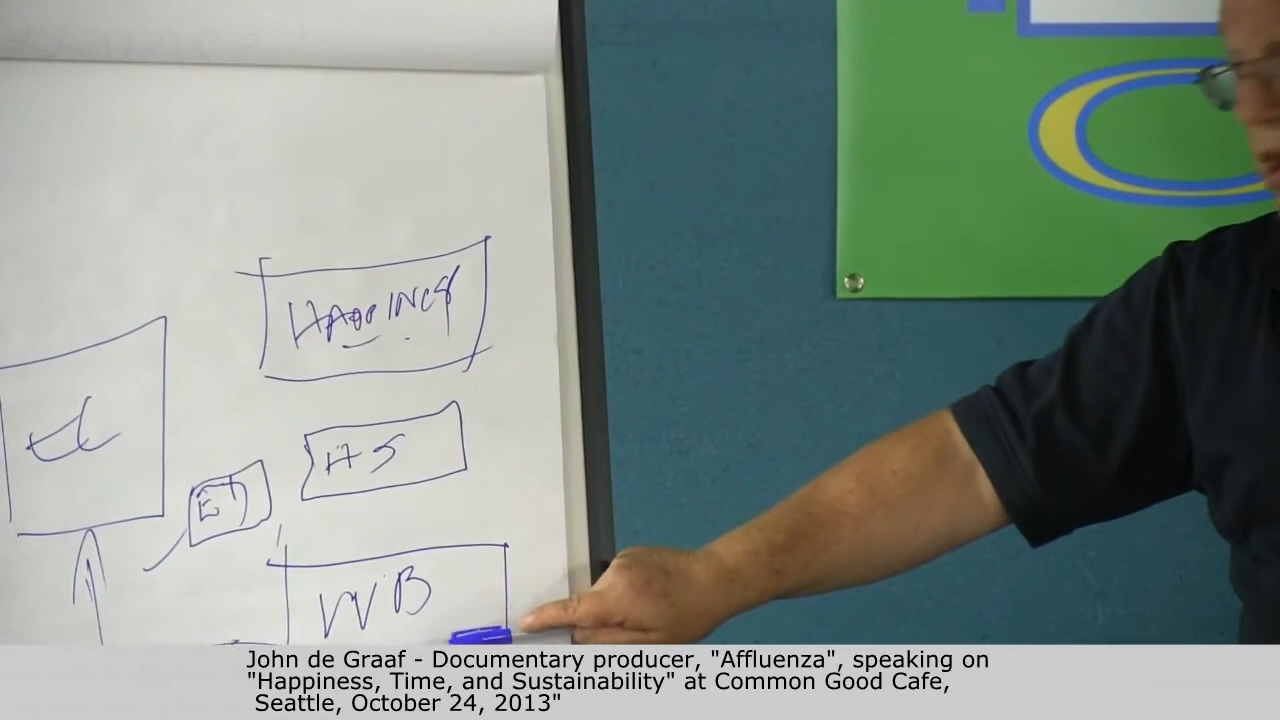 HAPPINESS
HS
WB
John de Graaf - Documentary producer, "Affluenza", speaking on
"Happiness, Time, and Sustainability" at Common Good Cafe,
Seattle, October 24, 2013"